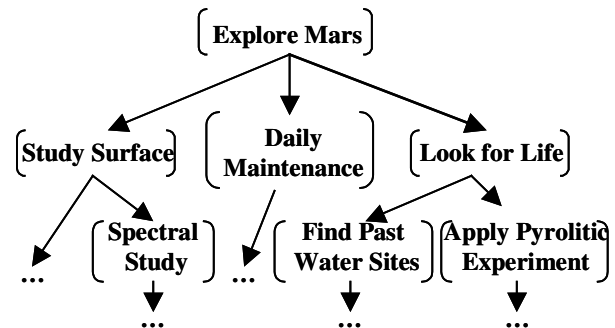 Explore Mars
Study Surface
Daily
Maintenance
Look for Life
...
Spectral
Study
...
Find Past
Water Sites
Apply Pyrolitic
Experiment
...
...
...